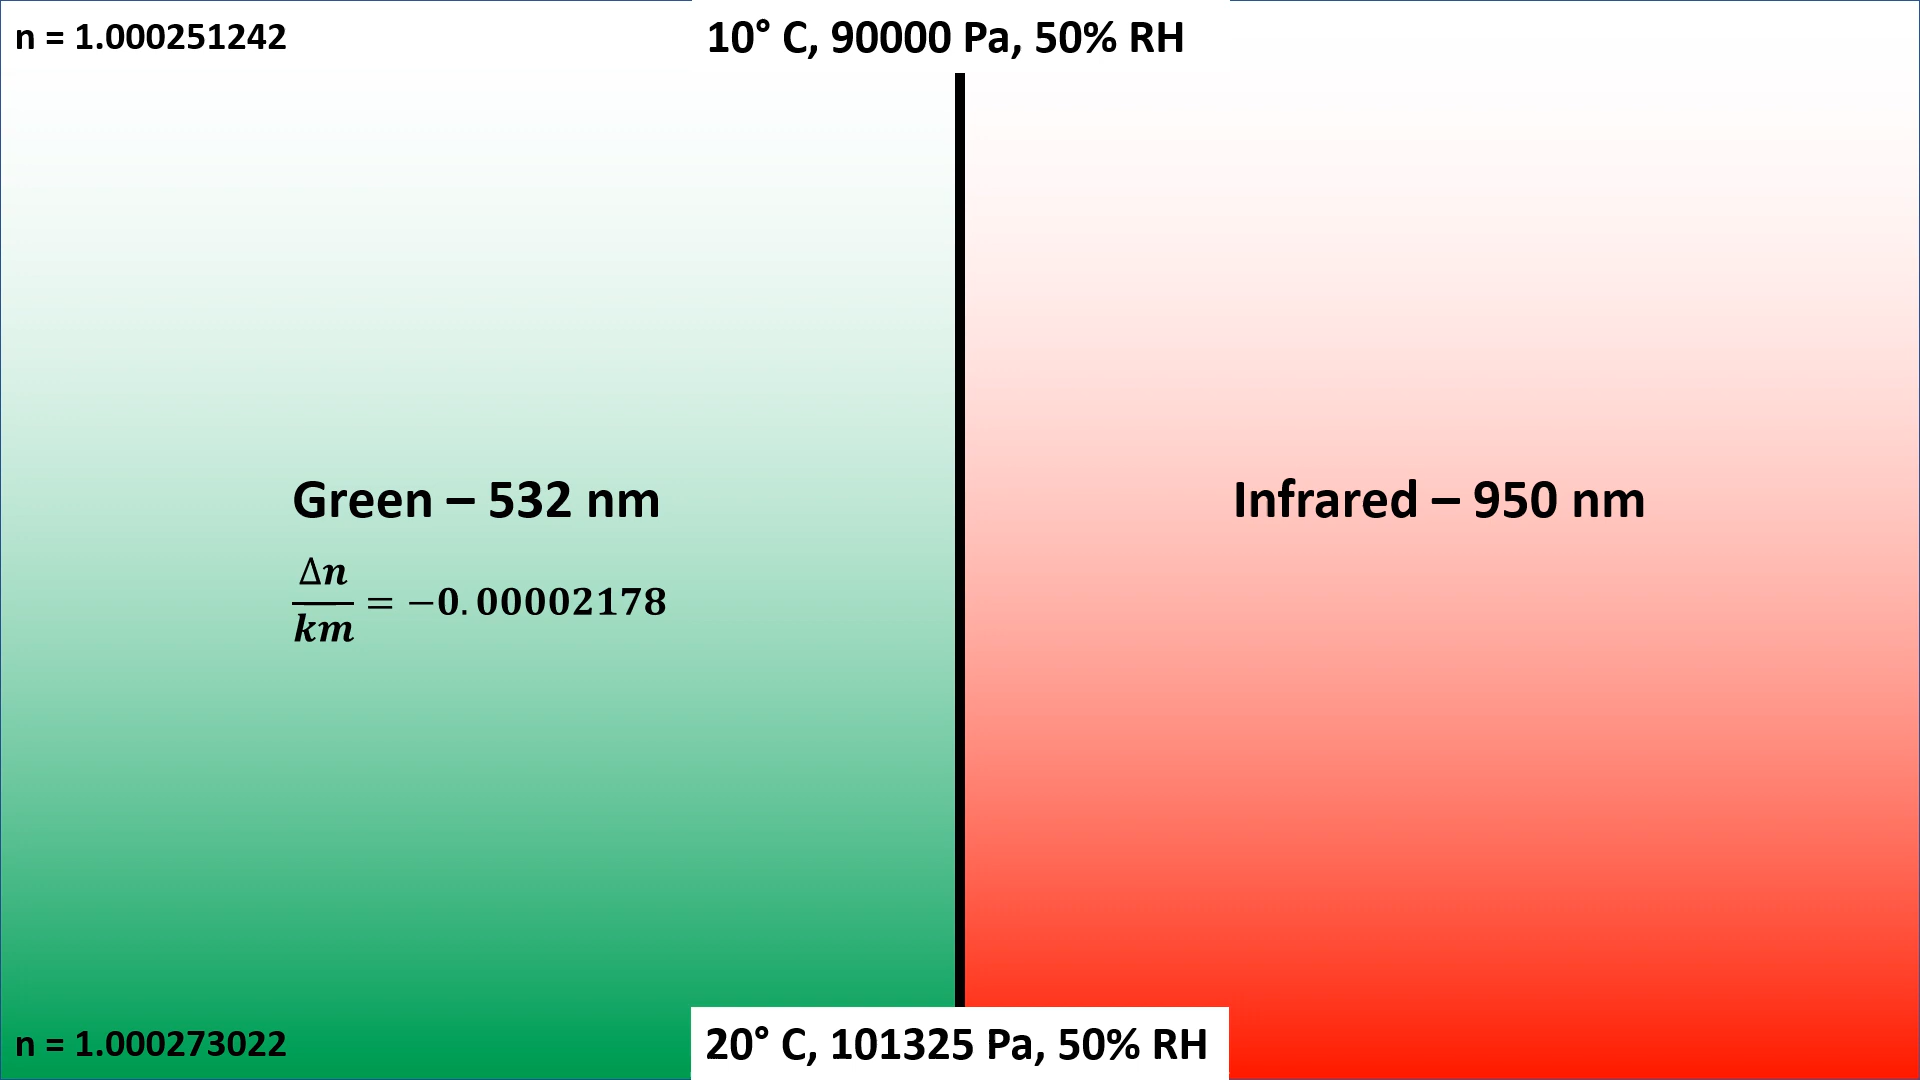 n = 1.000251242
10° C, 90000 Pa, 50% RH
Green – 532 nm
Δn/km = −0.00002178
Infrared – 950 nm
n = 1.000273022
20° C, 101325 Pa, 50% RH